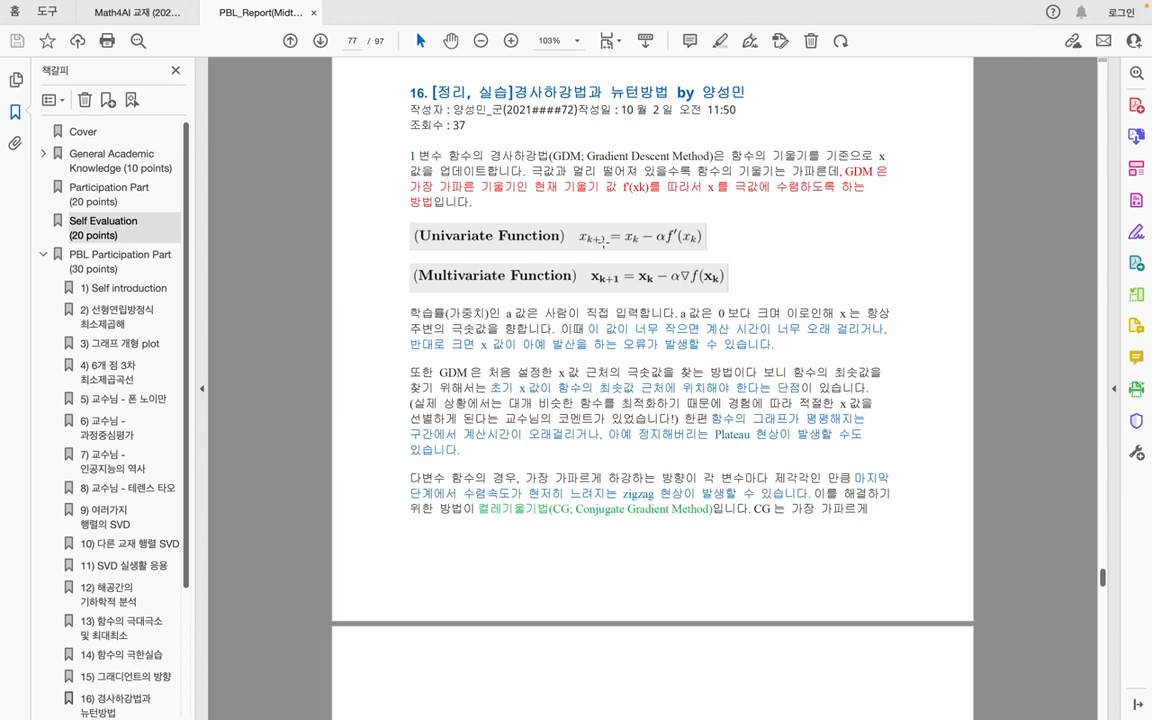 홈 도구 Math4AI 교재 (202... PBL_Report(Midt... × 로그인
77 / 97 103%
책갈피
Cover
General Academic
Knowledge (10 points)
Participation Part
(20 points)
Self Evaluation
(20 points)
PBL Participation Part
(30 points)
1) Self introduction
2) 선형연립방정식
최소제곱해
3) 그래프 개형 plot
4) 6개 점 3차
최소제곱곡선
5) 교수님 - 폰 노이만
6) 교수님 -
과정중심평가
7) 교수님 -
인공지능의 역사
8) 교수님 - 테렌스 타오
9) 여러가지
행렬의 SVD
10) 다른 교재 행렬 SVD
11) SVD 실생활 응용
12) 해공간의
기하학적 분석
13) 함수의 극대극소
및 최대최소
14) 함수의 극한실습
15) 그래디언트의 방향
16) 경사하강법과
뉴턴방법
16. [정리, 실습]경사하강법과 뉴턴방법 by 양성민
작성자 : 양성민_군(2021####72)작성일 : 10 월 2 일 오전 11:50
조회수 : 37
1 변수 함수의 경사하강법(GDM; Gradient Descent Method)은 함수의 기울기를 기준으로 x
값을 업데이트합니다. 극값과 멀리 떨어져 있을수록 함수의 기울기는 가파른데, GDM 은
가장 가파른 기울기인 현재 기울기 값 f'(xk)를 따라서 x 를 극값에 수렴하도록 하는
방법입니다.
(Univariate Function) xₖ₊₁ = xₖ − αf′(xₖ)
(Multivariate Function) xₖ₊₁ = xₖ − α▽f(xₖ)
학습률(가중치)인 a 값은 사람이 직접 입력합니다. a 값은 0 보다 크며 이로인해 x 는 항상
주변의 극솟값을 향합니다. 이때 이 값이 너무 작으면 계산 시간이 너무 오래 걸리거나,
반대로 크면 x 값이 아예 발산을 하는 오류가 발생할 수 있습니다.
또한 GDM 은 처음 설정한 x 값 근처의 극솟값을 찾는 방법이다 보니 함수의 최솟값을
찾기 위해서는 초기 x 값이 함수의 최솟값 근처에 위치해야 한다는 단점이 있습니다.
(실제 상황에서는 대개 비슷한 함수를 최적화하기 때문에 경험에 따라 적절한 x 값을
선별하게 된다는 교수님의 코멘트가 있었습니다!) 한편 함수의 그래프가 평평해지는
구간에서 계산시간이 오래걸리거나, 아예 정지해버리는 Plateau 현상이 발생할 수도
있습니다.
다변수 함수의 경우, 가장 가파르게 하강하는 방향이 각 변수마다 제각각인 만큼 마지막
단계에서 수렴속도가 현저히 느려지는 zigzag 현상이 발생할 수 있습니다. 이를 해결하기
위한 방법이 켤레기울기법(CG; Conjugate Gradient Method)입니다. CG 는 가장 가파르게